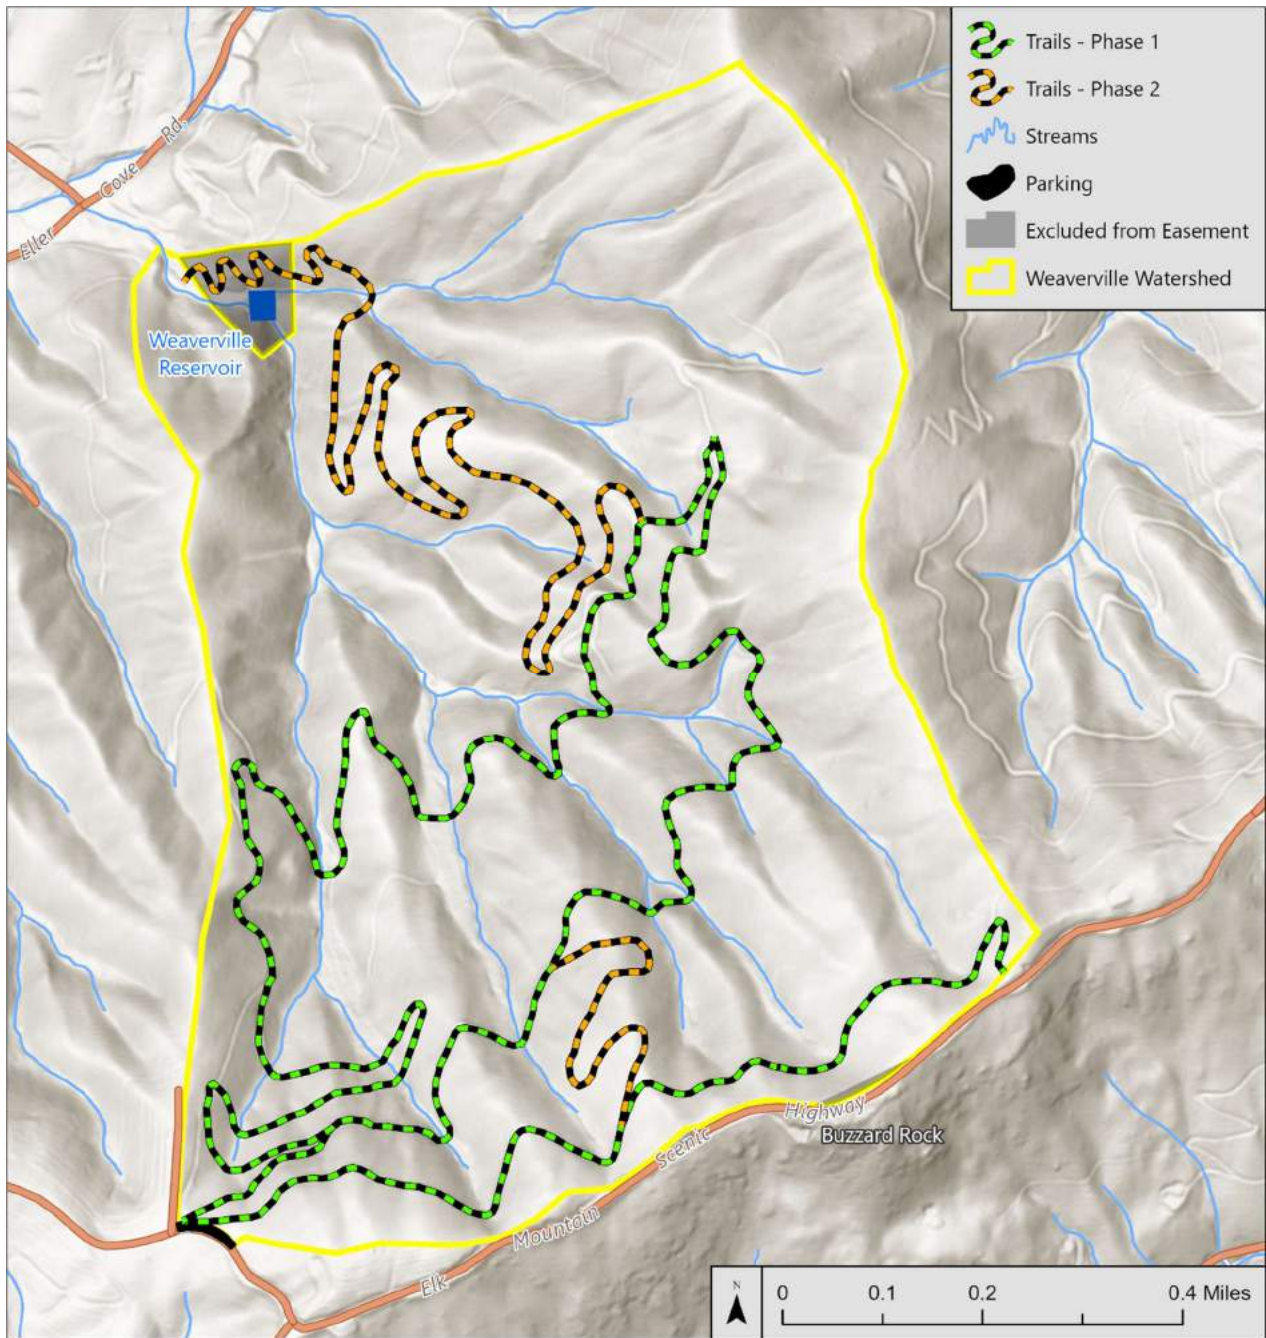 Trails - Phase 1
Trails - Phase 2
Streams
Parking
Excluded from Easement
Weaverville Watershed
Eller Cove Rd.
Weaverville
Reservoir
Elk Mountain Scenic Highway
Buzzard Rock
N
0 0.1 0.2 0.4 Miles